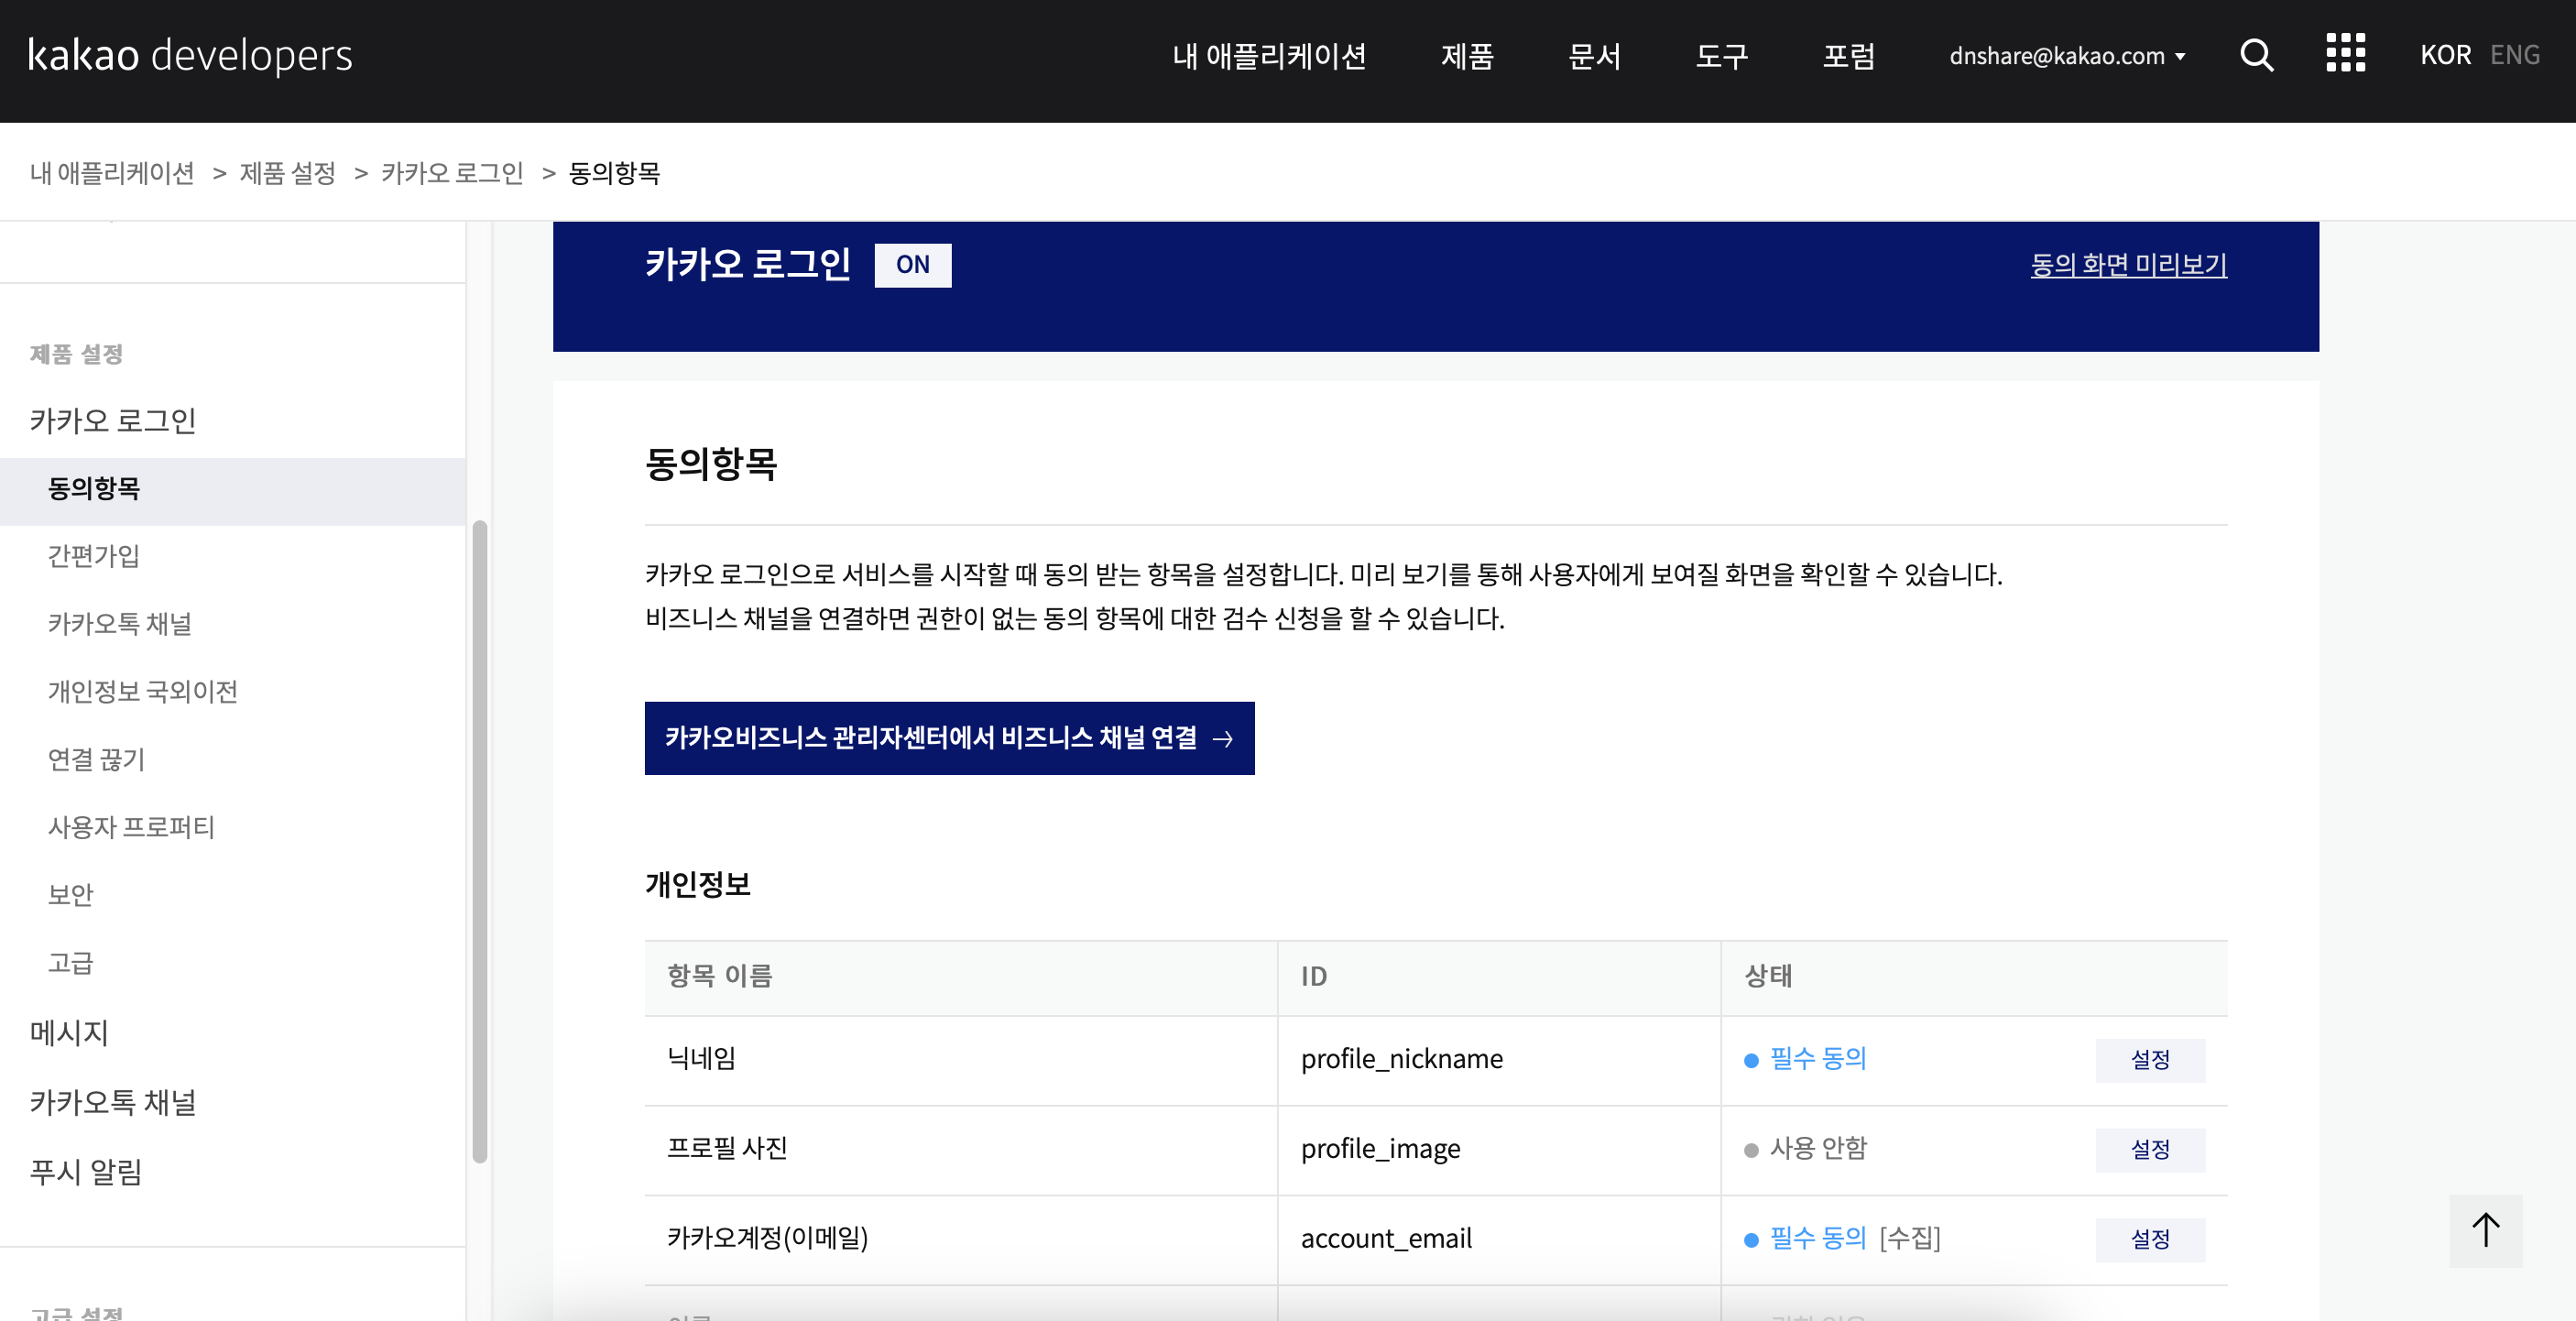 kakao developers
내 애플리케이션 제품 문서 도구 포럼 dnshare@kakao.com KOR ENG
내 애플리케이션 > 제품 설정 > 카카오 로그인 > 동의항목
제품 설정
카카오 로그인
동의항목
간편가입
카카오톡 채널
개인정보 국외이전
연결 끊기
사용자 프로퍼티
보안
고급
메시지
카카오톡 채널
푸시 알림
고급 설정
카카오 로그인 ON
동의 화면 미리보기
동의항목
카카오 로그인으로 서비스를 시작할 때 동의 받는 항목을 설정합니다. 미리 보기를 통해 사용자에게 보여질 화면을 확인할 수 있습니다.
비즈니스 채널을 연결하면 권한이 없는 동의 항목에 대한 검수 신청을 할 수 있습니다.
카카오비즈니스 관리자센터에서 비즈니스 채널 연결 →
개인정보
항목 이름 ID 상태
닉네임 profile_nickname 필수 동의 설정
프로필 사진 profile_image 사용 안함 설정
카카오계정(이메일) account_email 필수 동의 [수집] 설정